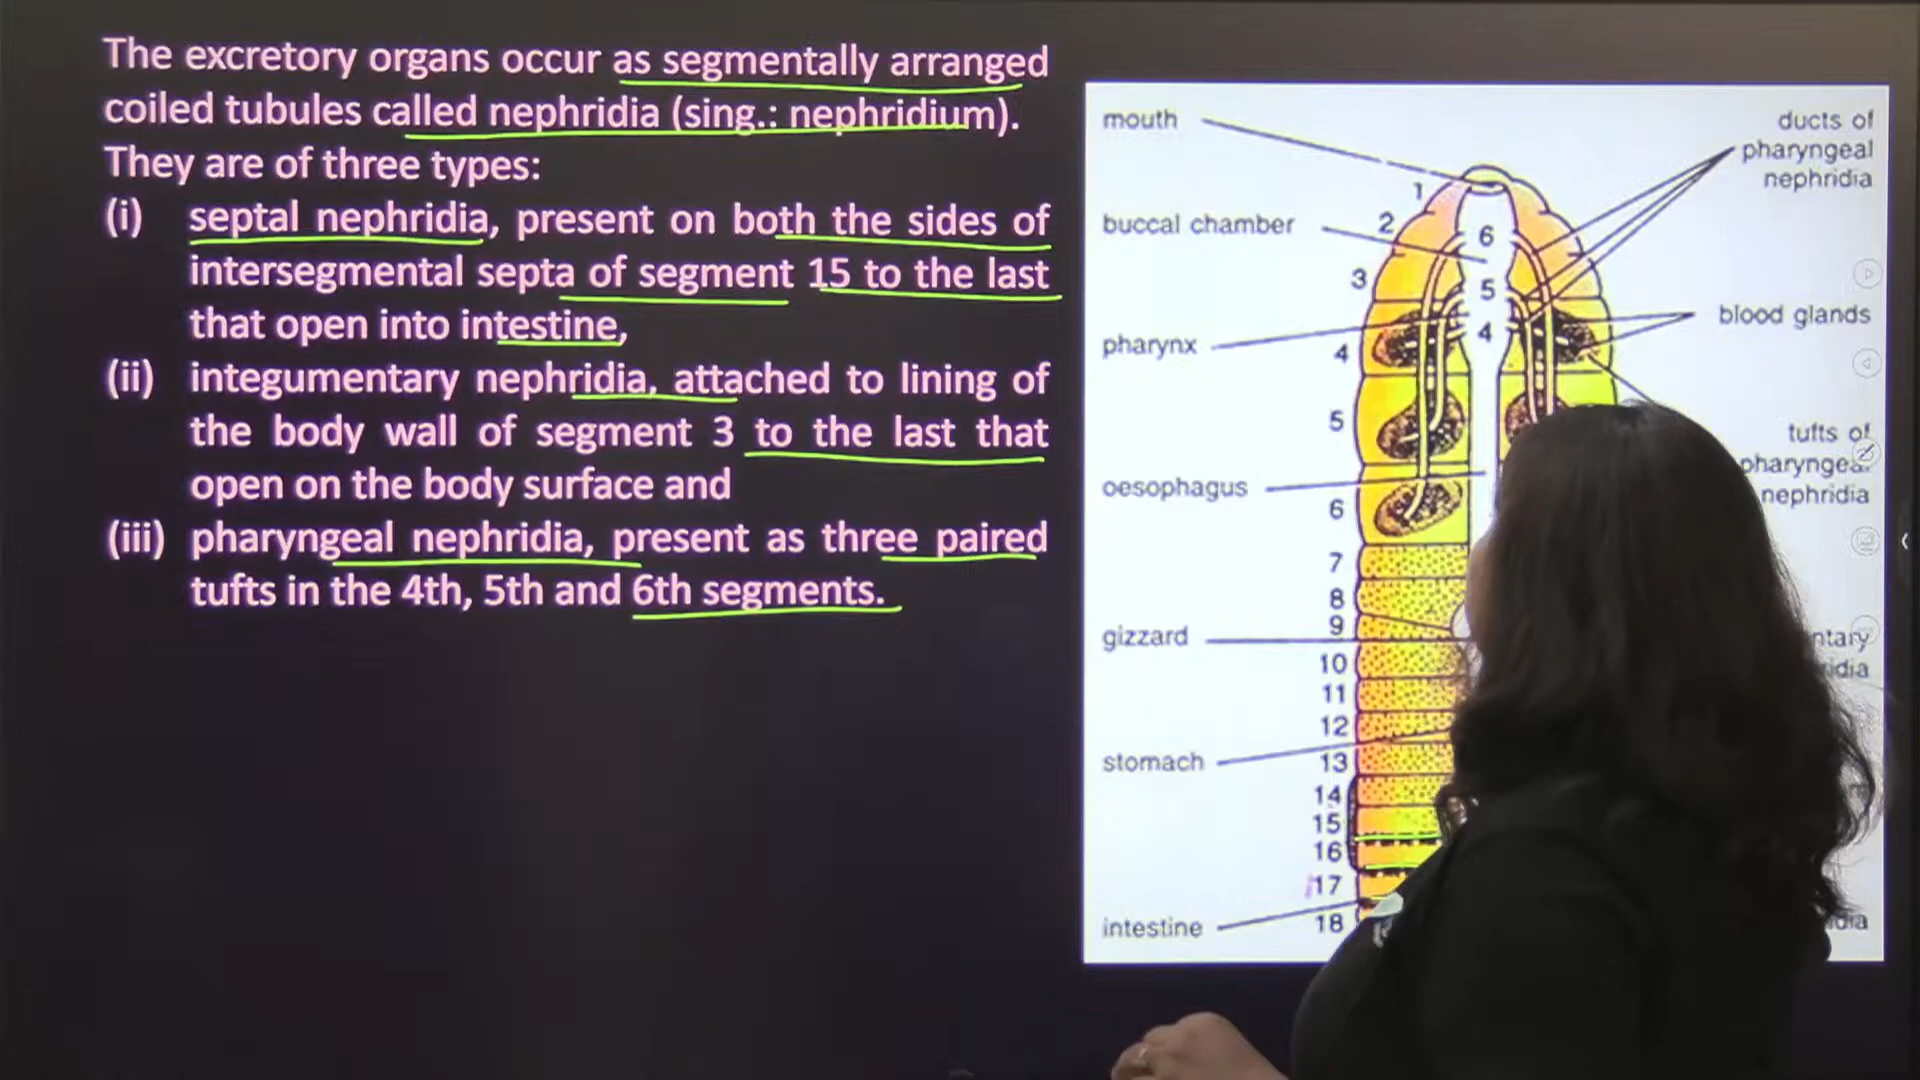 The excretory organs occur as segmentally arranged
coiled tubules called nephridia (sing.: nephridium).
They are of three types:
(i) septal nephridia, present on both the sides of
intersegmental septa of segment 15 to the last
that open into intestine,
(ii) integumentary nephridia, attached to lining of
the body wall of segment 3 to the last that
open on the body surface and
(iii) pharyngeal nephridia, present as three paired
tufts in the 4th, 5th and 6th segments.
mouth
buccal chamber
pharynx
oesophagus
gizzard
stomach
intestine
1
2
3
4
5
6
7
8
9
10
11
12
13
14
15
16
17
18
6
5
4
ducts of
pharyngeal
nephridia
blood glands
tufts of
nephridia